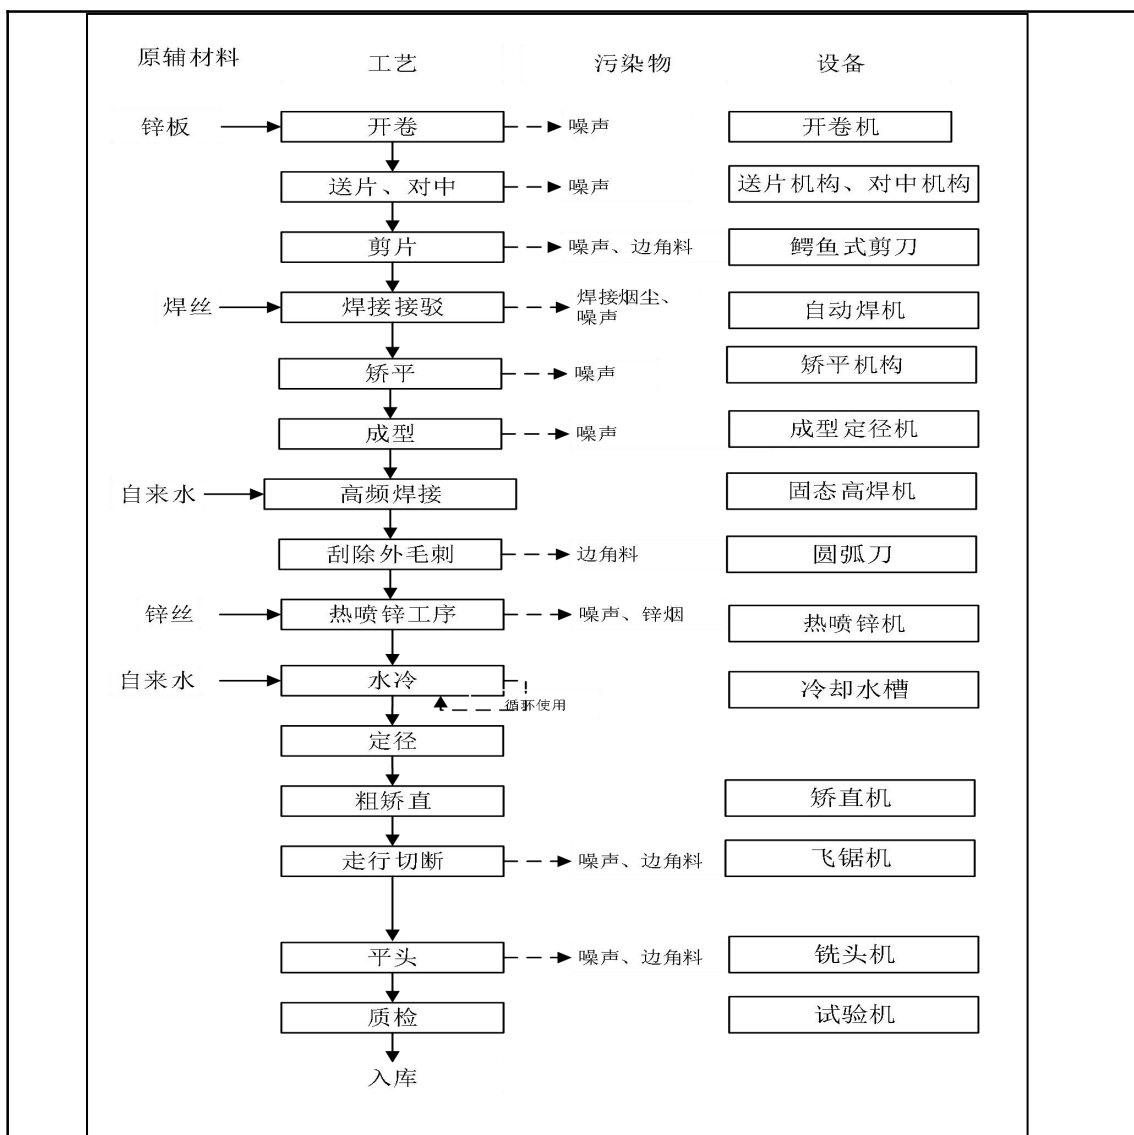 原辅材料 工艺 污染物 设备
锌板 开卷 噪声 开卷机
送片、对中 噪声 送片机构、对中机构
剪片 噪声、边角料 鳄鱼式剪刀
焊丝 焊接接驳 焊接烟尘、
噪声 自动焊机
矫平 噪声 矫平机构
成型 噪声 成型定径机
自来水 高频焊接 固态高焊机
刮除外毛刺 边角料 圆弧刀
锌丝 热喷锌工序 噪声、锌烟 热喷锌机
自来水 水冷 冷却水槽
循环使用
定径
粗矫直 矫直机
走行切断 噪声、边角料 飞锯机
平头 噪声、边角料 铣头机
质检 试验机
入库